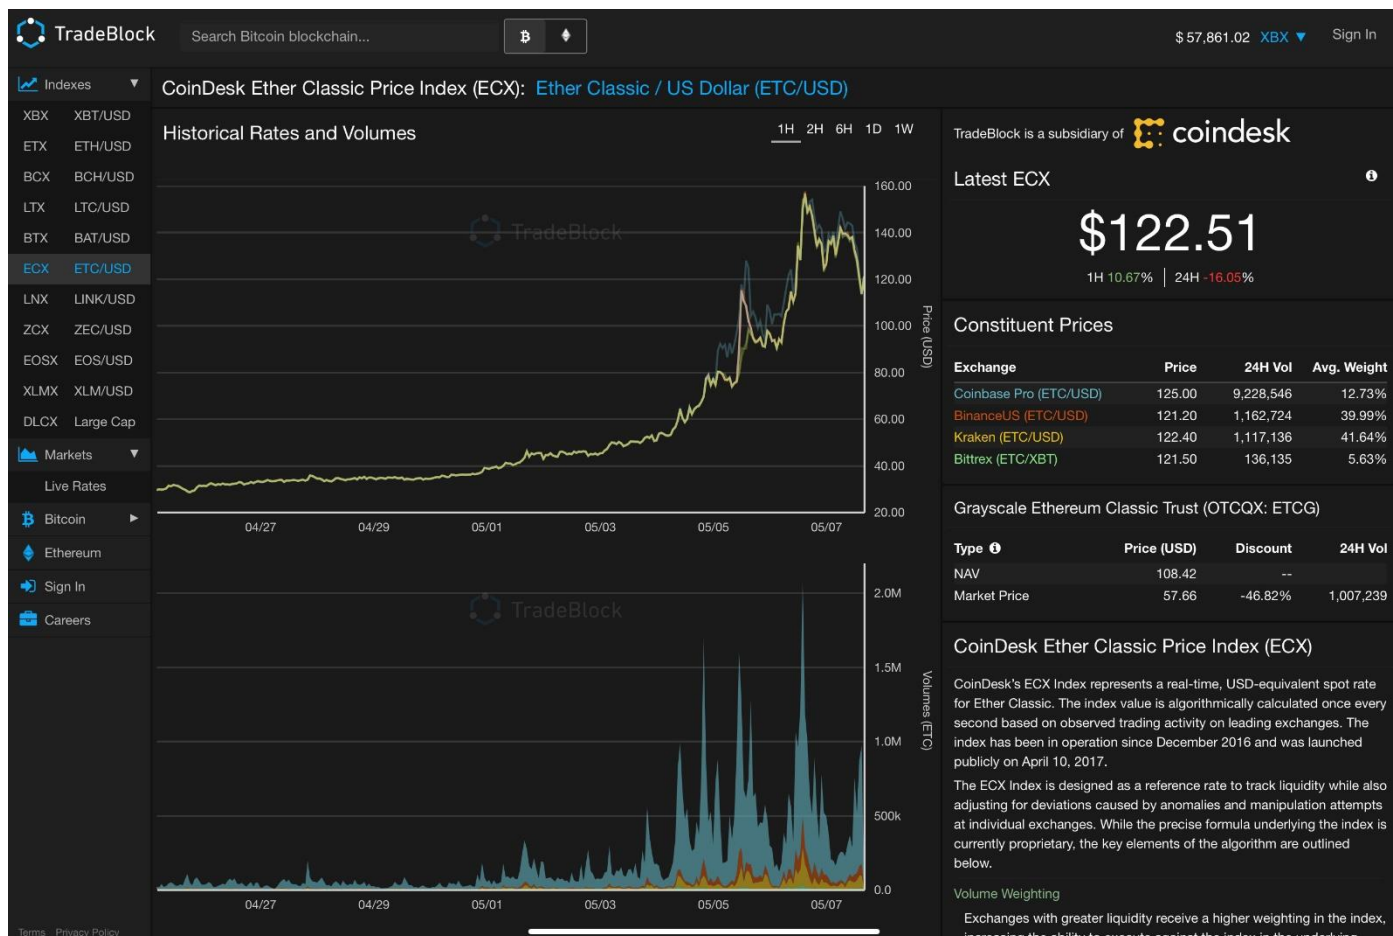 TradeBlock
Search Bitcoin blockchain...
$ 57,861.02 XBX ▼
Sign In
Indexes ▼
XBX XBT/USD
ETX ETH/USD
BCX BCH/USD
LTX LTC/USD
BTX BAT/USD
ECX ETC/USD
LNX LINK/USD
ZCX ZEC/USD
EOSX EOS/USD
XLMX XLM/USD
DLCX Large Cap
Markets ▼
Live Rates
Bitcoin ►
Ethereum
Sign In
Careers
Terms Privacy Policy
CoinDesk Ether Classic Price Index (ECX): Ether Classic / US Dollar (ETC/USD)
Historical Rates and Volumes
1H 2H 6H 1D 1W
TradeBlock
160.00
140.00
120.00
100.00
80.00
60.00
40.00
20.00
Price (USD)
04/27 04/29 05/01 05/03 05/05 05/07
TradeBlock
2.0M
1.5M
1.0M
500k
0.0
Volumes (ETC)
04/27 04/29 05/01 05/03 05/05 05/07
TradeBlock is a subsidiary of coindesk
Latest ECX
$122.51
1H 10.67% | 24H -16.05%
Constituent Prices
Exchange Price 24H Vol Avg. Weight
Coinbase Pro (ETC/USD) 125.00 9,228,546 12.73%
BinanceUS (ETC/USD) 121.20 1,162,724 39.99%
Kraken (ETC/USD) 122.40 1,117,136 41.64%
Bittrex (ETC/XBT) 121.50 136,135 5.63%
Grayscale Ethereum Classic Trust (OTCQX: ETCG)
Type Price (USD) Discount 24H Vol
NAV 108.42 --
Market Price 57.66 -46.82% 1,007,239
CoinDesk Ether Classic Price Index (ECX)
CoinDesk's ECX Index represents a real-time, USD-equivalent spot rate
for Ether Classic. The index value is algorithmically calculated once every
second based on observed trading activity on leading exchanges. The
index has been in operation since December 2016 and was launched
publicly on April 10, 2017.
The ECX Index is designed as a reference rate to track liquidity while also
adjusting for deviations caused by anomalies and manipulation attempts
at individual exchanges. While the precise formula underlying the index is
currently proprietary, the key elements of the algorithm are outlined
below.
Volume Weighting
Exchanges with greater liquidity receive a higher weighting in the index,
increasing the ability to execute against the index in the underlying